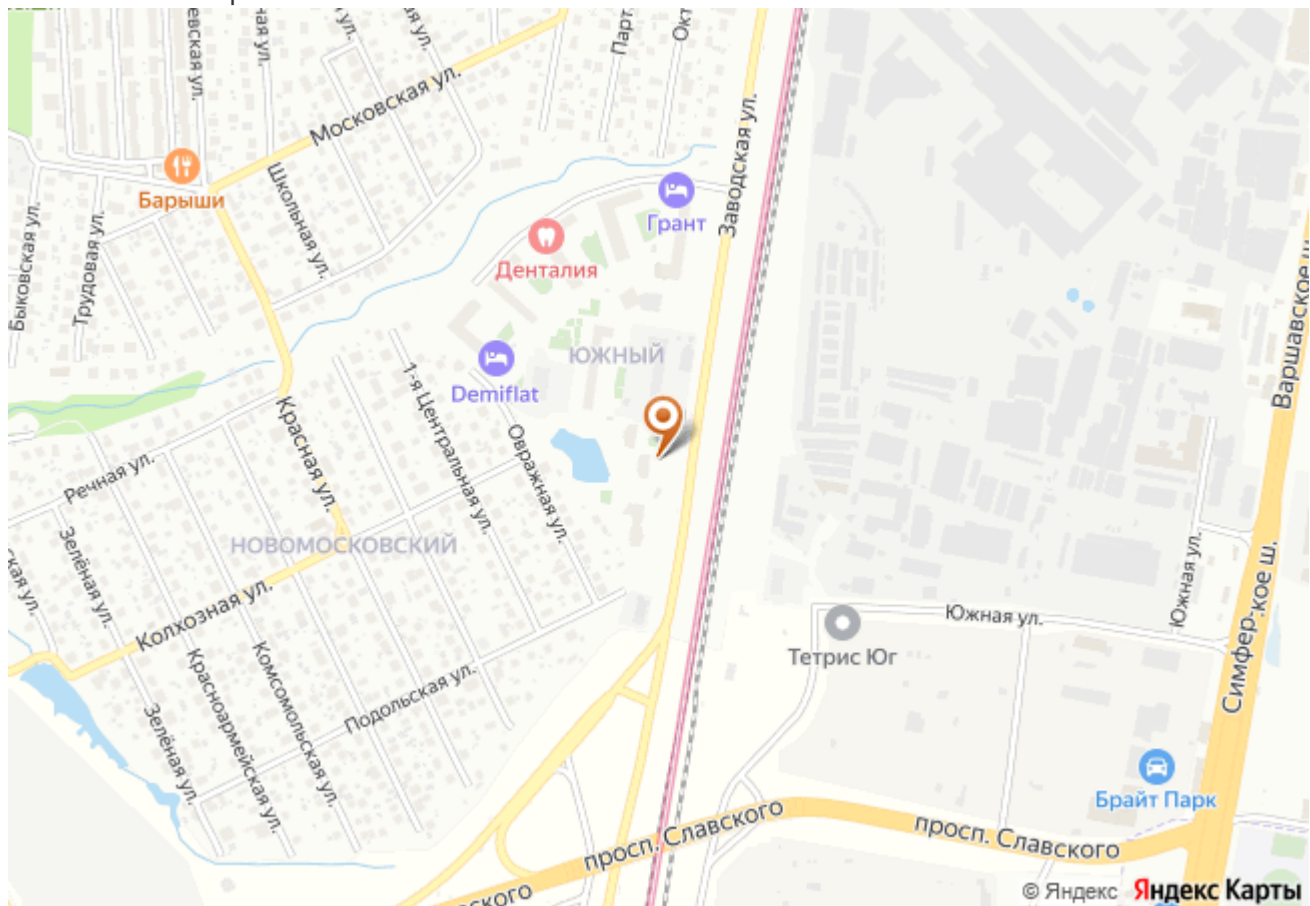 Московская ул.
Школьная ул.
Барыши
Быковская ул.
Трудовая ул.
Заводская ул.
Грант
Денталия
ЮЖНЫЙ
Demiflat
1-я Центральная ул.
Овражная ул.
Красная ул.
Речная ул.
НОВОМОСКОВСКИЙ
Зелёная ул.
Колхозная ул.
Комсомольская ул.
Красноармейская ул.
Зелёная ул.
Подольская ул.
Варшавское ш
Южная ул.
Южная ул.
Тетрис Юг
Симфер-кое ш.
Брайт Парк
просп. Славского
просп. Славского
© Яндекс Яндекс Карты